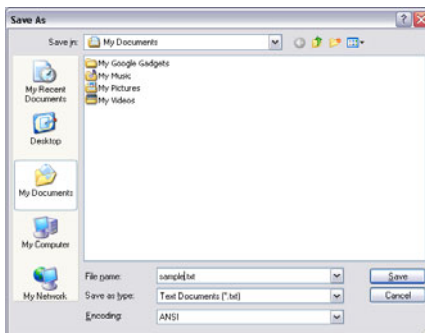 Save As
Save in: My Documents
My Recent
Documents
Desktop
My Documents
My Computer
My Network
My Google Gadgets
My Music
My Pictures
My Videos
File name: sample.txt Save
Save as type: Text Documents (*.txt) Cancel
Encoding: ANSI